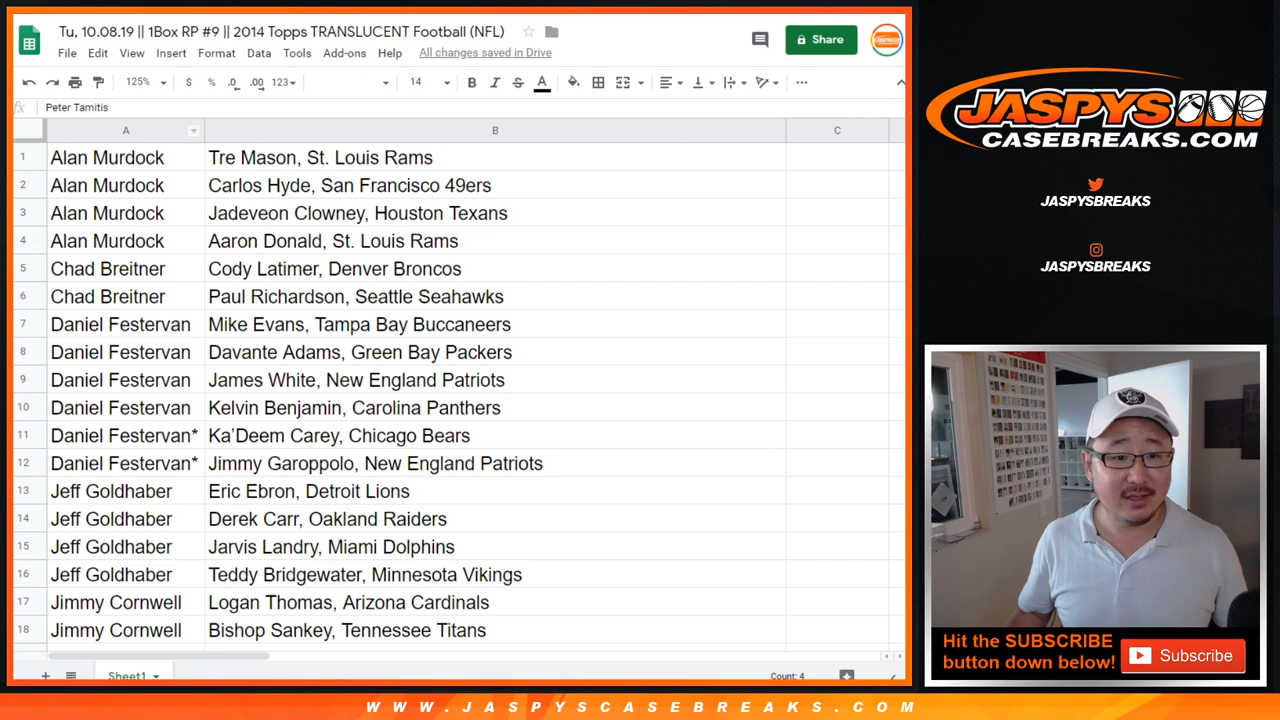 Tu, 10.08.19 || 1Box RP #9 || 2014 Topps TRANSLUCENT Football (NFL)
File Edit View Insert Format Data Tools Add-ons Help All changes saved in Drive
Share
125% $ % .0 .00 123 14 B I S A
fx Peter Tamitis
A B C
1 Alan Murdock Tre Mason, St. Louis Rams
2 Alan Murdock Carlos Hyde, San Francisco 49ers
3 Alan Murdock Jadeveon Clowney, Houston Texans
4 Alan Murdock Aaron Donald, St. Louis Rams
5 Chad Breitner Cody Latimer, Denver Broncos
6 Chad Breitner Paul Richardson, Seattle Seahawks
7 Daniel Festervan Mike Evans, Tampa Bay Buccaneers
8 Daniel Festervan Davante Adams, Green Bay Packers
9 Daniel Festervan James White, New England Patriots
10 Daniel Festervan Kelvin Benjamin, Carolina Panthers
11 Daniel Festervan* Ka’Deem Carey, Chicago Bears
12 Daniel Festervan* Jimmy Garoppolo, New England Patriots
13 Jeff Goldhaber Eric Ebron, Detroit Lions
14 Jeff Goldhaber Derek Carr, Oakland Raiders
15 Jeff Goldhaber Jarvis Landry, Miami Dolphins
16 Jeff Goldhaber Teddy Bridgewater, Minnesota Vikings
17 Jimmy Cornwell Logan Thomas, Arizona Cardinals
18 Jimmy Cornwell Bishop Sankey, Tennessee Titans
Sheet1
Count: 4
JASPYS
CASEBREAKS.COM
JASPYSBREAKS
JASPYSBREAKS
Hit the SUBSCRIBE
button down below!
Subscribe
WWW.JASPYSCASEBREAKS.COM